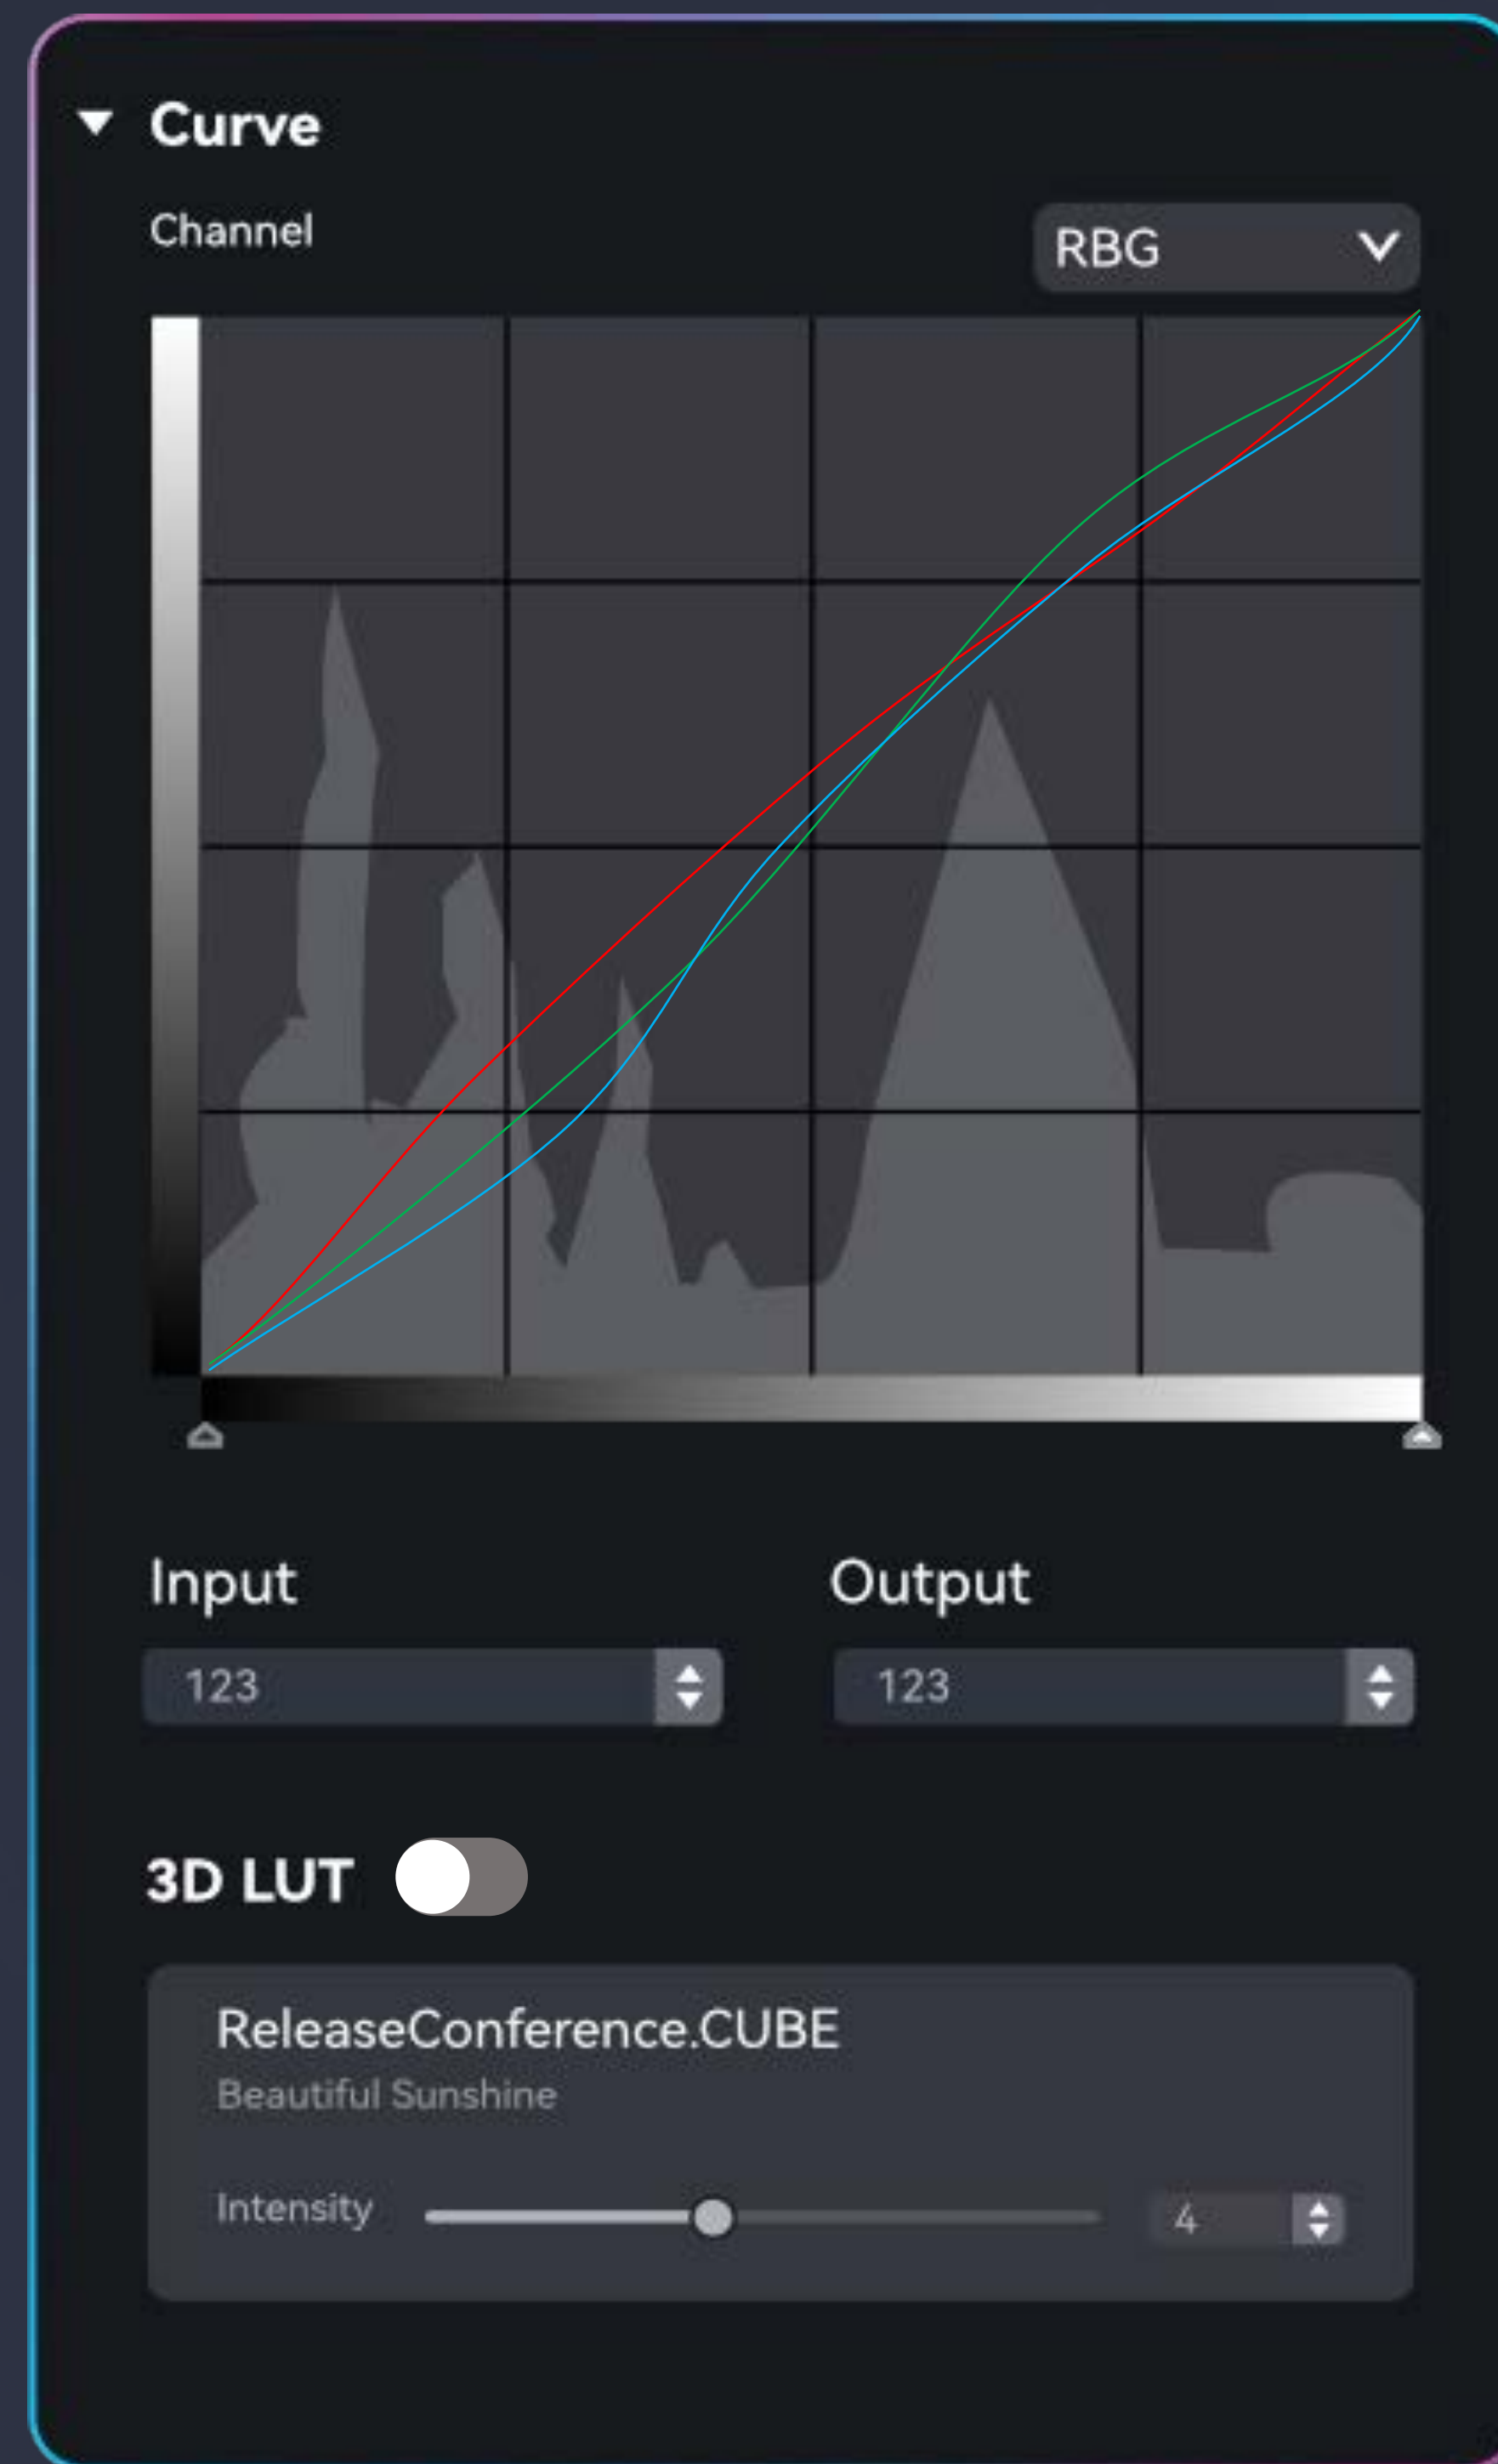 Curve
Channel
RBG
Input
Output
123
123
3D LUT
ReleaseConference.CUBE
Beautiful Sunshine
Intensity
4